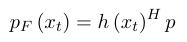 p_F (x_t) = h (x_t)^H p